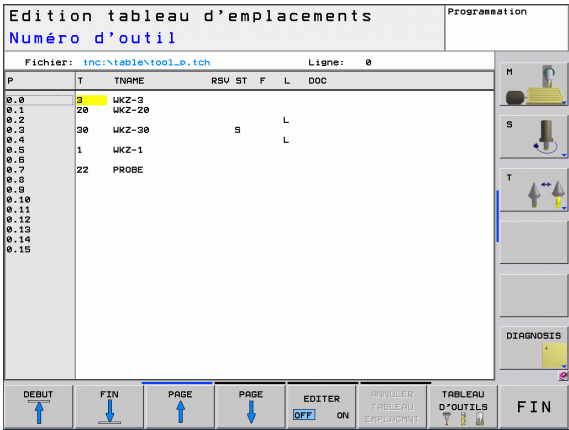 Edition tableau d'emplacements
Programmation
Numéro d'outil
Fichier: tnc:\table\tool_p.tch Ligne: 0
P T TNAME RSV ST F L DOC
0.0 3 WKZ-3
0.1 20 WKZ-20
0.2 L
0.3 30 WKZ-30 S
0.4 L
0.5 1 WKZ-1
0.6
0.7 22 PROBE
0.8
0.9
0.10
0.11
0.12
0.13
0.14
0.15
M
S
T
DIAGNOSIS
DEBUT
FIN
PAGE
PAGE
EDITER
OFF ON
ANNULER
TABLEAU
EMPLACMNT
TABLEAU
D'OUTILS
FIN